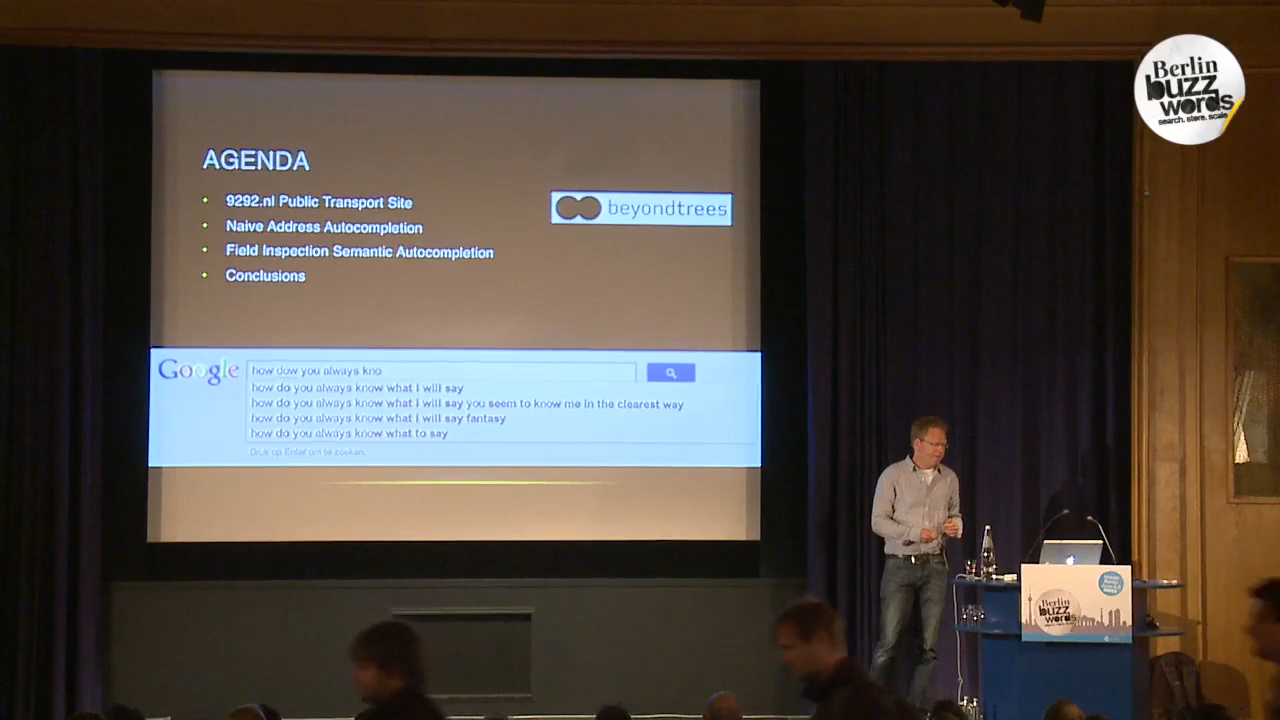 AGENDA
9292.nl Public Transport Site
Naive Address Autocompletion
Field Inspection Semantic Autocompletion
Conclusions
beyondtrees
Google
how dow you always kno
how do you always know what I will say
how do you always know what I will say you seem to know me in the clearest way
how do you always know what I will say fantasy
how do you always know what to say
Druk op Enter om te zoeken.
Berlin
buzz
words
search. store. scale
Berlin
buzz
words